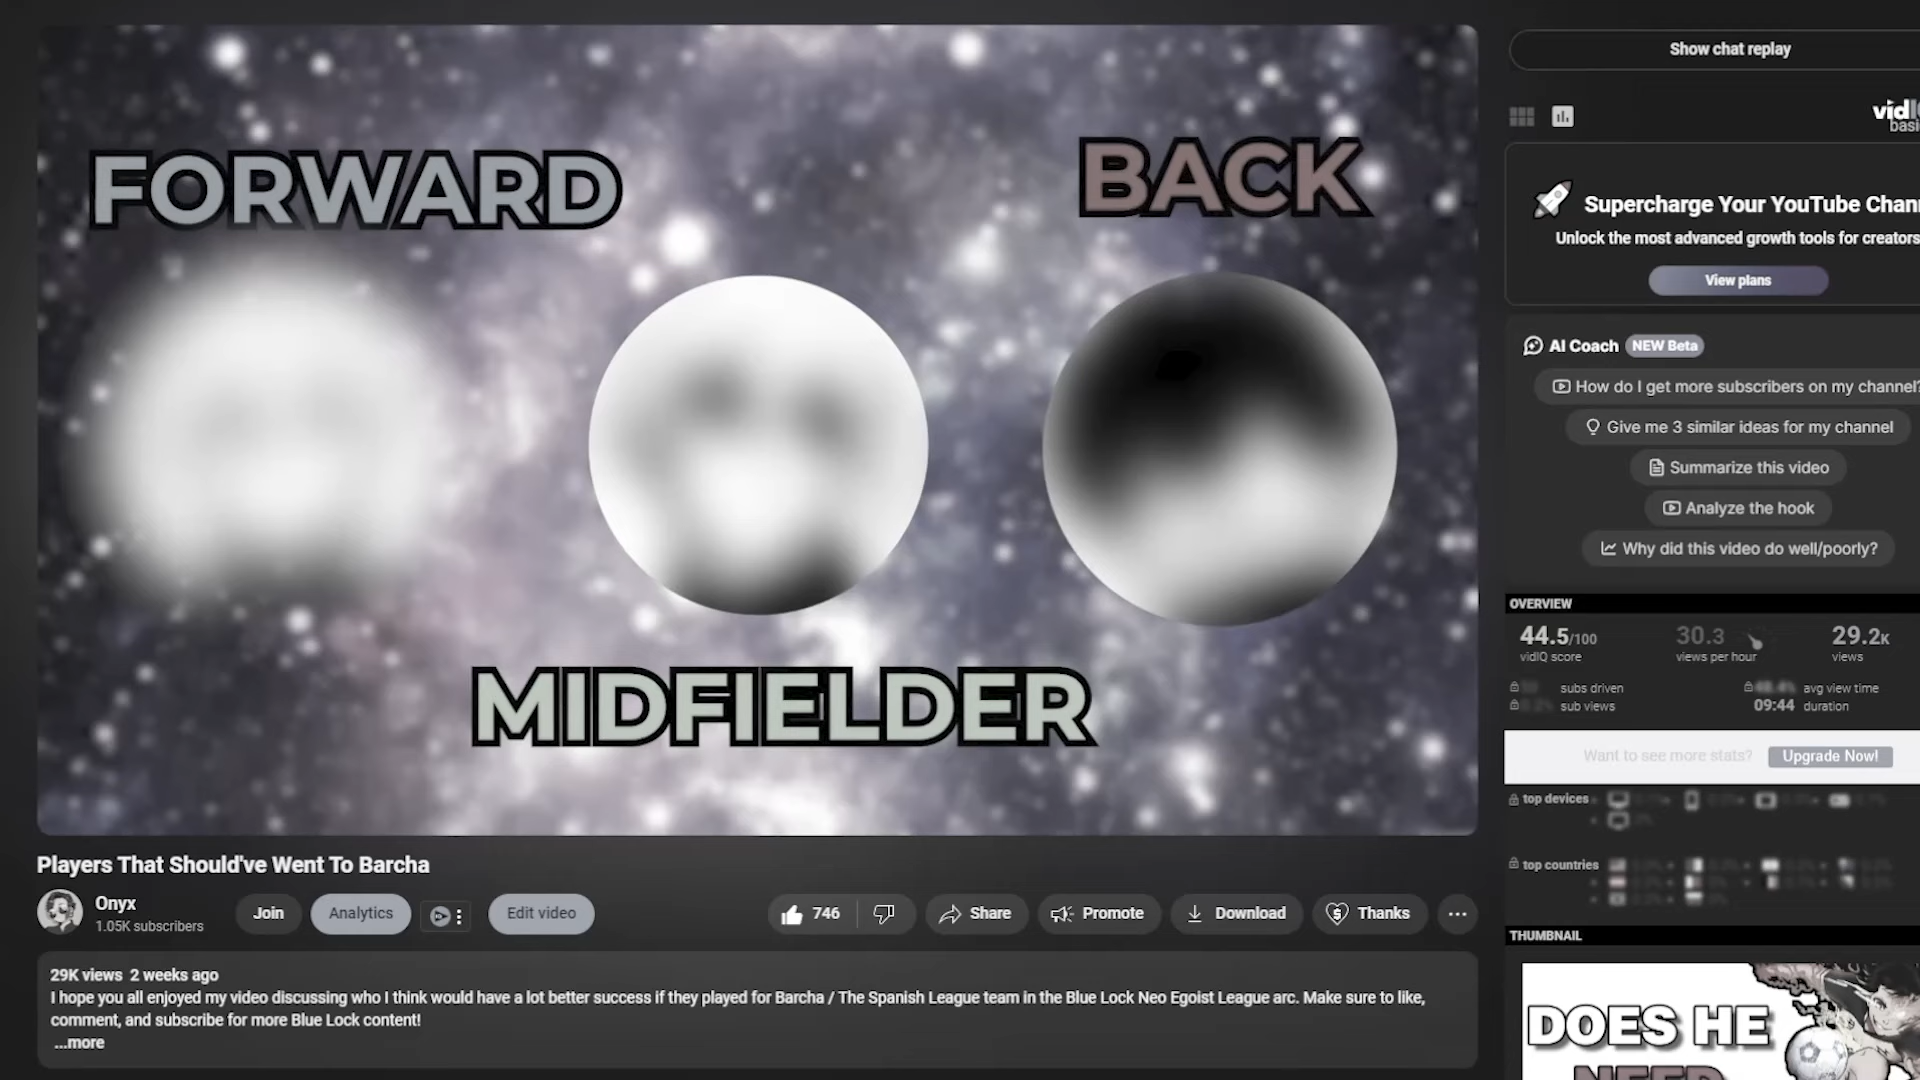 FORWARD
BACK
MIDFIELDER
Players That Should've Went To Barcha
Onyx
1.05K subscribers
Join
Analytics
Edit video
746
Share
Promote
Download
Thanks
29K views 2 weeks ago
I hope you all enjoyed my video discussing who I think would have a lot better success if they played for Barcha / The Spanish League team in the Blue Lock Neo Egoist League arc. Make sure to like,
comment, and subscribe for more Blue Lock content!
...more
Show chat replay
vidI
basi
Supercharge Your YouTube Chan
Unlock the most advanced growth tools for creators
View plans
AI Coach NEW Beta
How do I get more subscribers on my channel?
Give me 3 similar ideas for my channel
Summarize this video
Analyze the hook
Why did this video do well/poorly?
OVERVIEW
44.5/100 30.3 29.2K
vidIQ score views per hour views
subs driven avg view time
sub views 09:44 duration
Want to see more stats? Upgrade Now!
top devices
top countries
THUMBNAIL
DOES HE
NEED